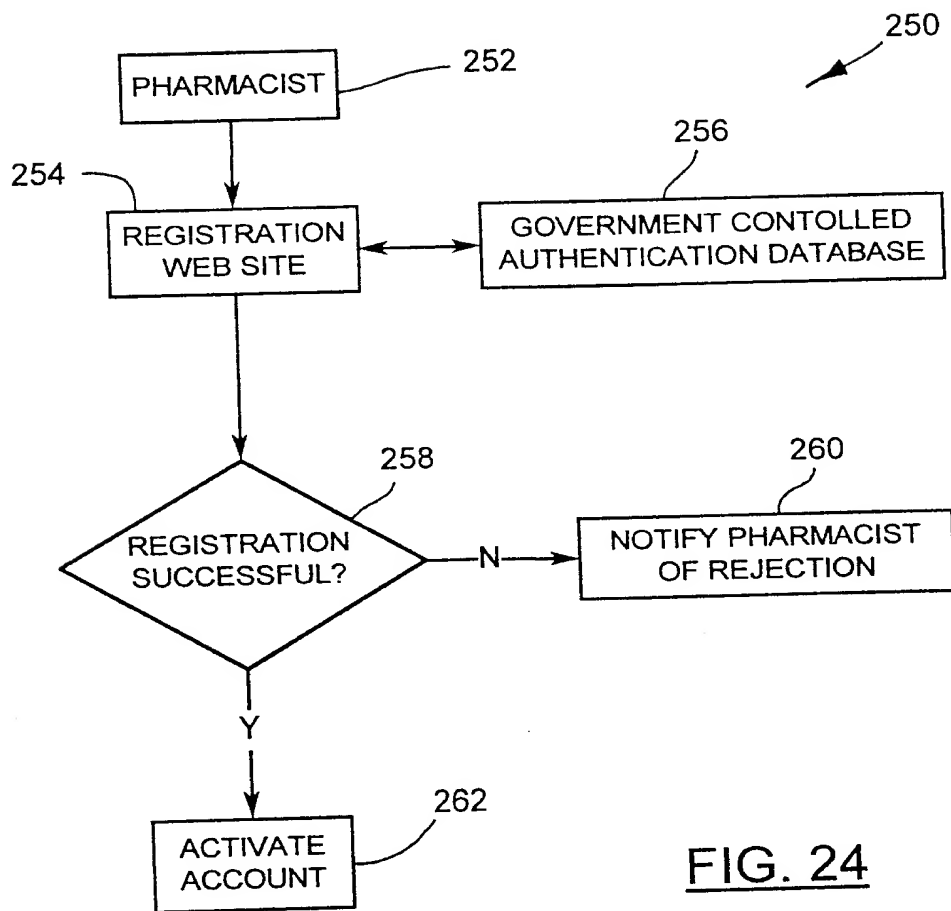 250
PHARMACIST
252
254
256
REGISTRATION
WEB SITE
GOVERNMENT CONTOLLED
AUTHENTICATION DATABASE
258
260
REGISTRATION
SUCCESSFUL?
N
NOTIFY PHARMACIST
OF REJECTION
Y
262
ACTIVATE
ACCOUNT
FIG. 24